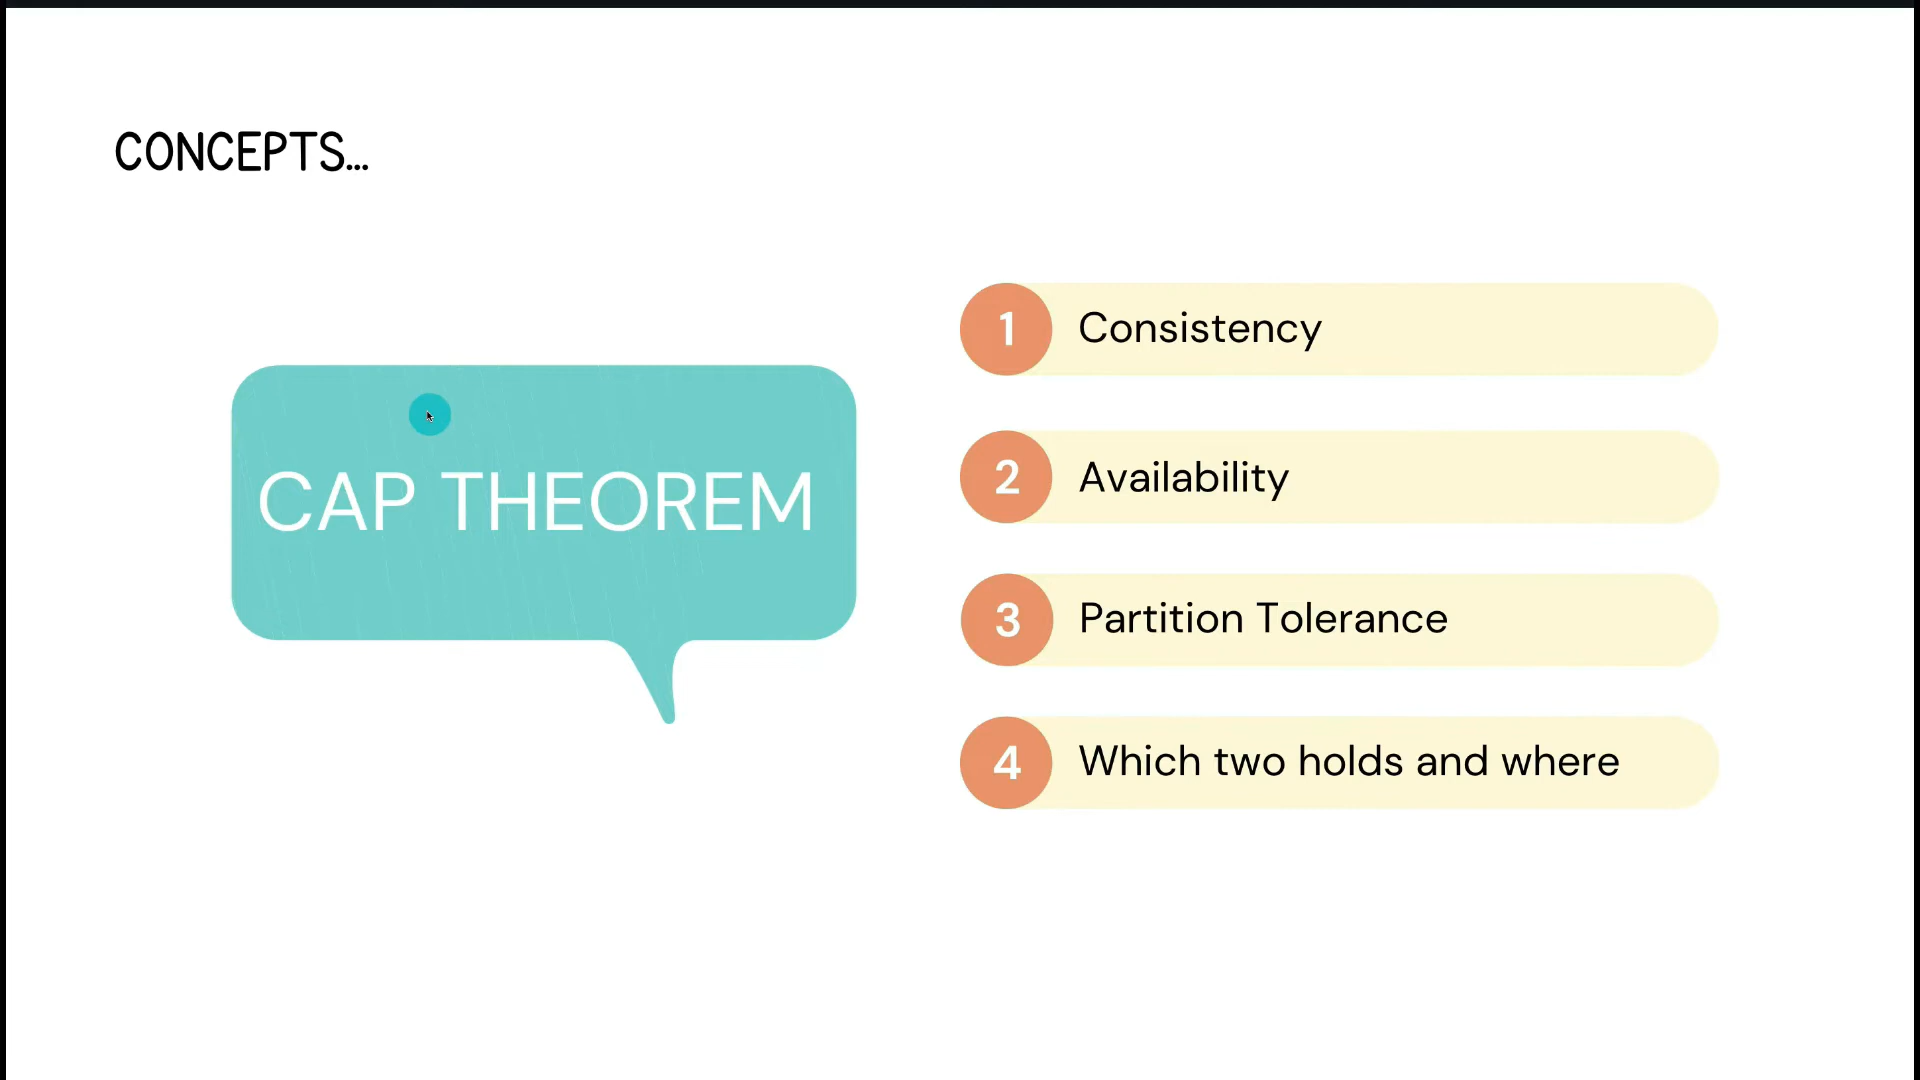 CONCEPTS...
CAP THEOREM
1 Consistency
2 Availability
3 Partition Tolerance
4 Which two holds and where